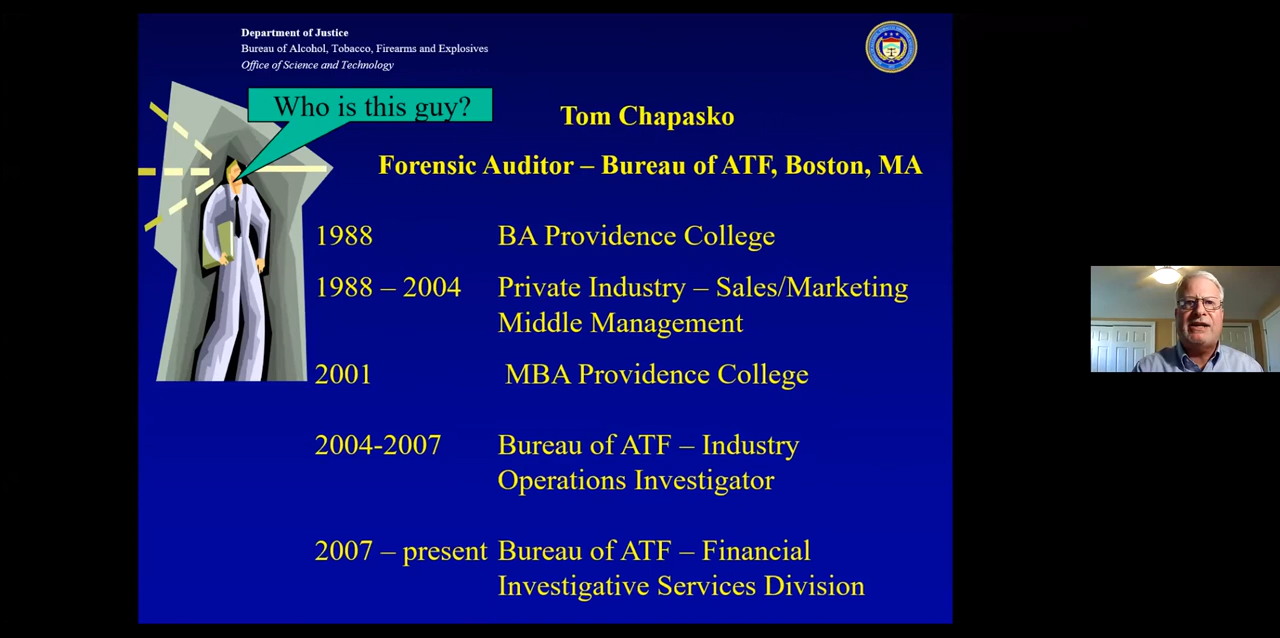 Department of Justice
Bureau of Alcohol, Tobacco, Firearms and Explosives
Office of Science and Technology
Who is this guy?
Tom Chapasko
Forensic Auditor – Bureau of ATF, Boston, MA
1988 BA Providence College
1988 – 2004 Private Industry – Sales/Marketing
Middle Management
2001 MBA Providence College
2004-2007 Bureau of ATF – Industry
Operations Investigator
2007 – present Bureau of ATF – Financial
Investigative Services Division